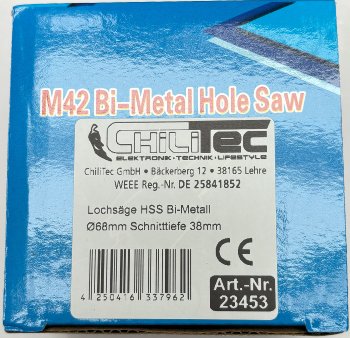 M42 Bi-Metal Hole Saw
CHiLiTEC
ELEKTRONIK · TECHNIK · LIFESTYLE
ChiliTec GmbH • Bäckerberg 12 • 38165 Lehre
WEEE Reg.-Nr. DE 25841852
Lochsäge HSS Bi-Metall
Ø68mm Schnitttiefe 38mm
CE
4 250416 337962
Art.-Nr.
23453